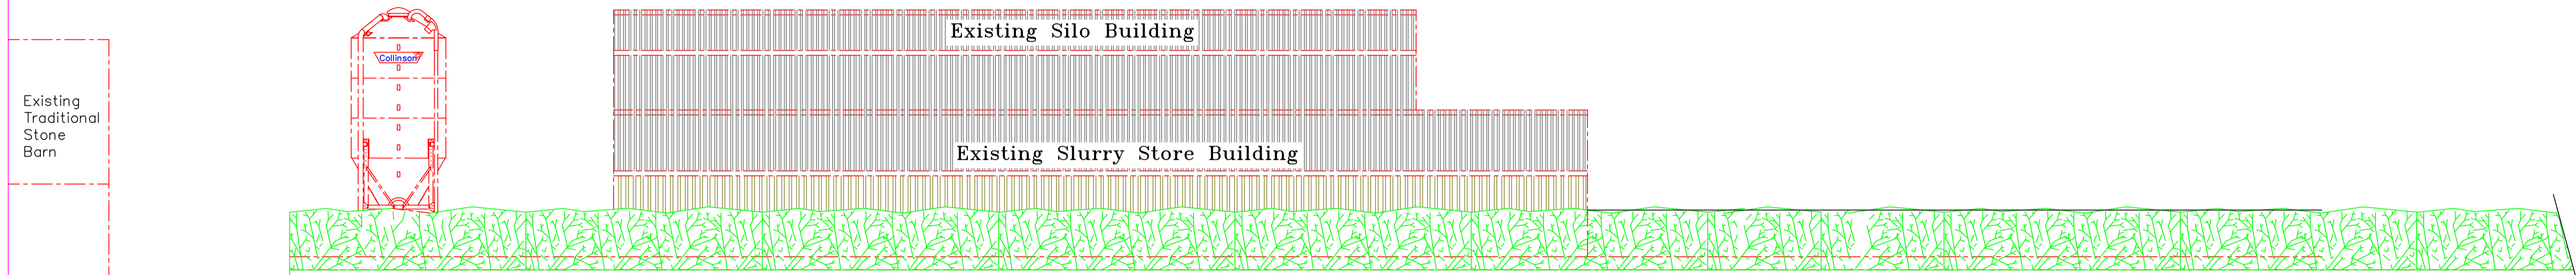 Existing Silo Building
Collinson
Existing
Traditional
Stone
Barn
Existing Slurry Store Building